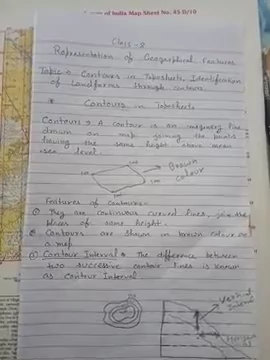 of India Map Sheet No. 45 D/10
Class-8
Representation of Geographical Features
Topic → Contours in Toposheets, Identification
of Landforms through contours.
* Contours in Toposheets
Contours → A contour is an imaginary line
drawn on map joining the points
having the same height above mean
sea level.
Brown
colour
Features of contours-
① They are continuous curved lines, join the
places of same height.
② Contours are shown in brown colour on
a map
③ Contour Interval → The difference between
two successive contour lines is known
as contour Interval
Vertical
Interval